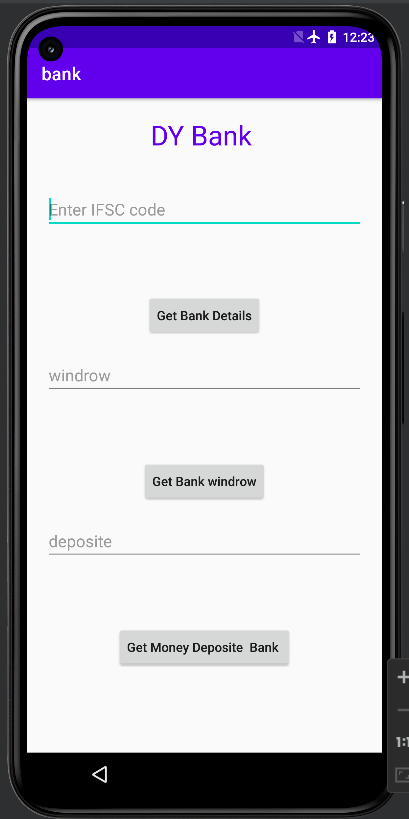 12:23
bank
DY Bank
Enter IFSC code
Get Bank Details
windrow
Get Bank windrow
deposite
Get Money Deposite  Bank